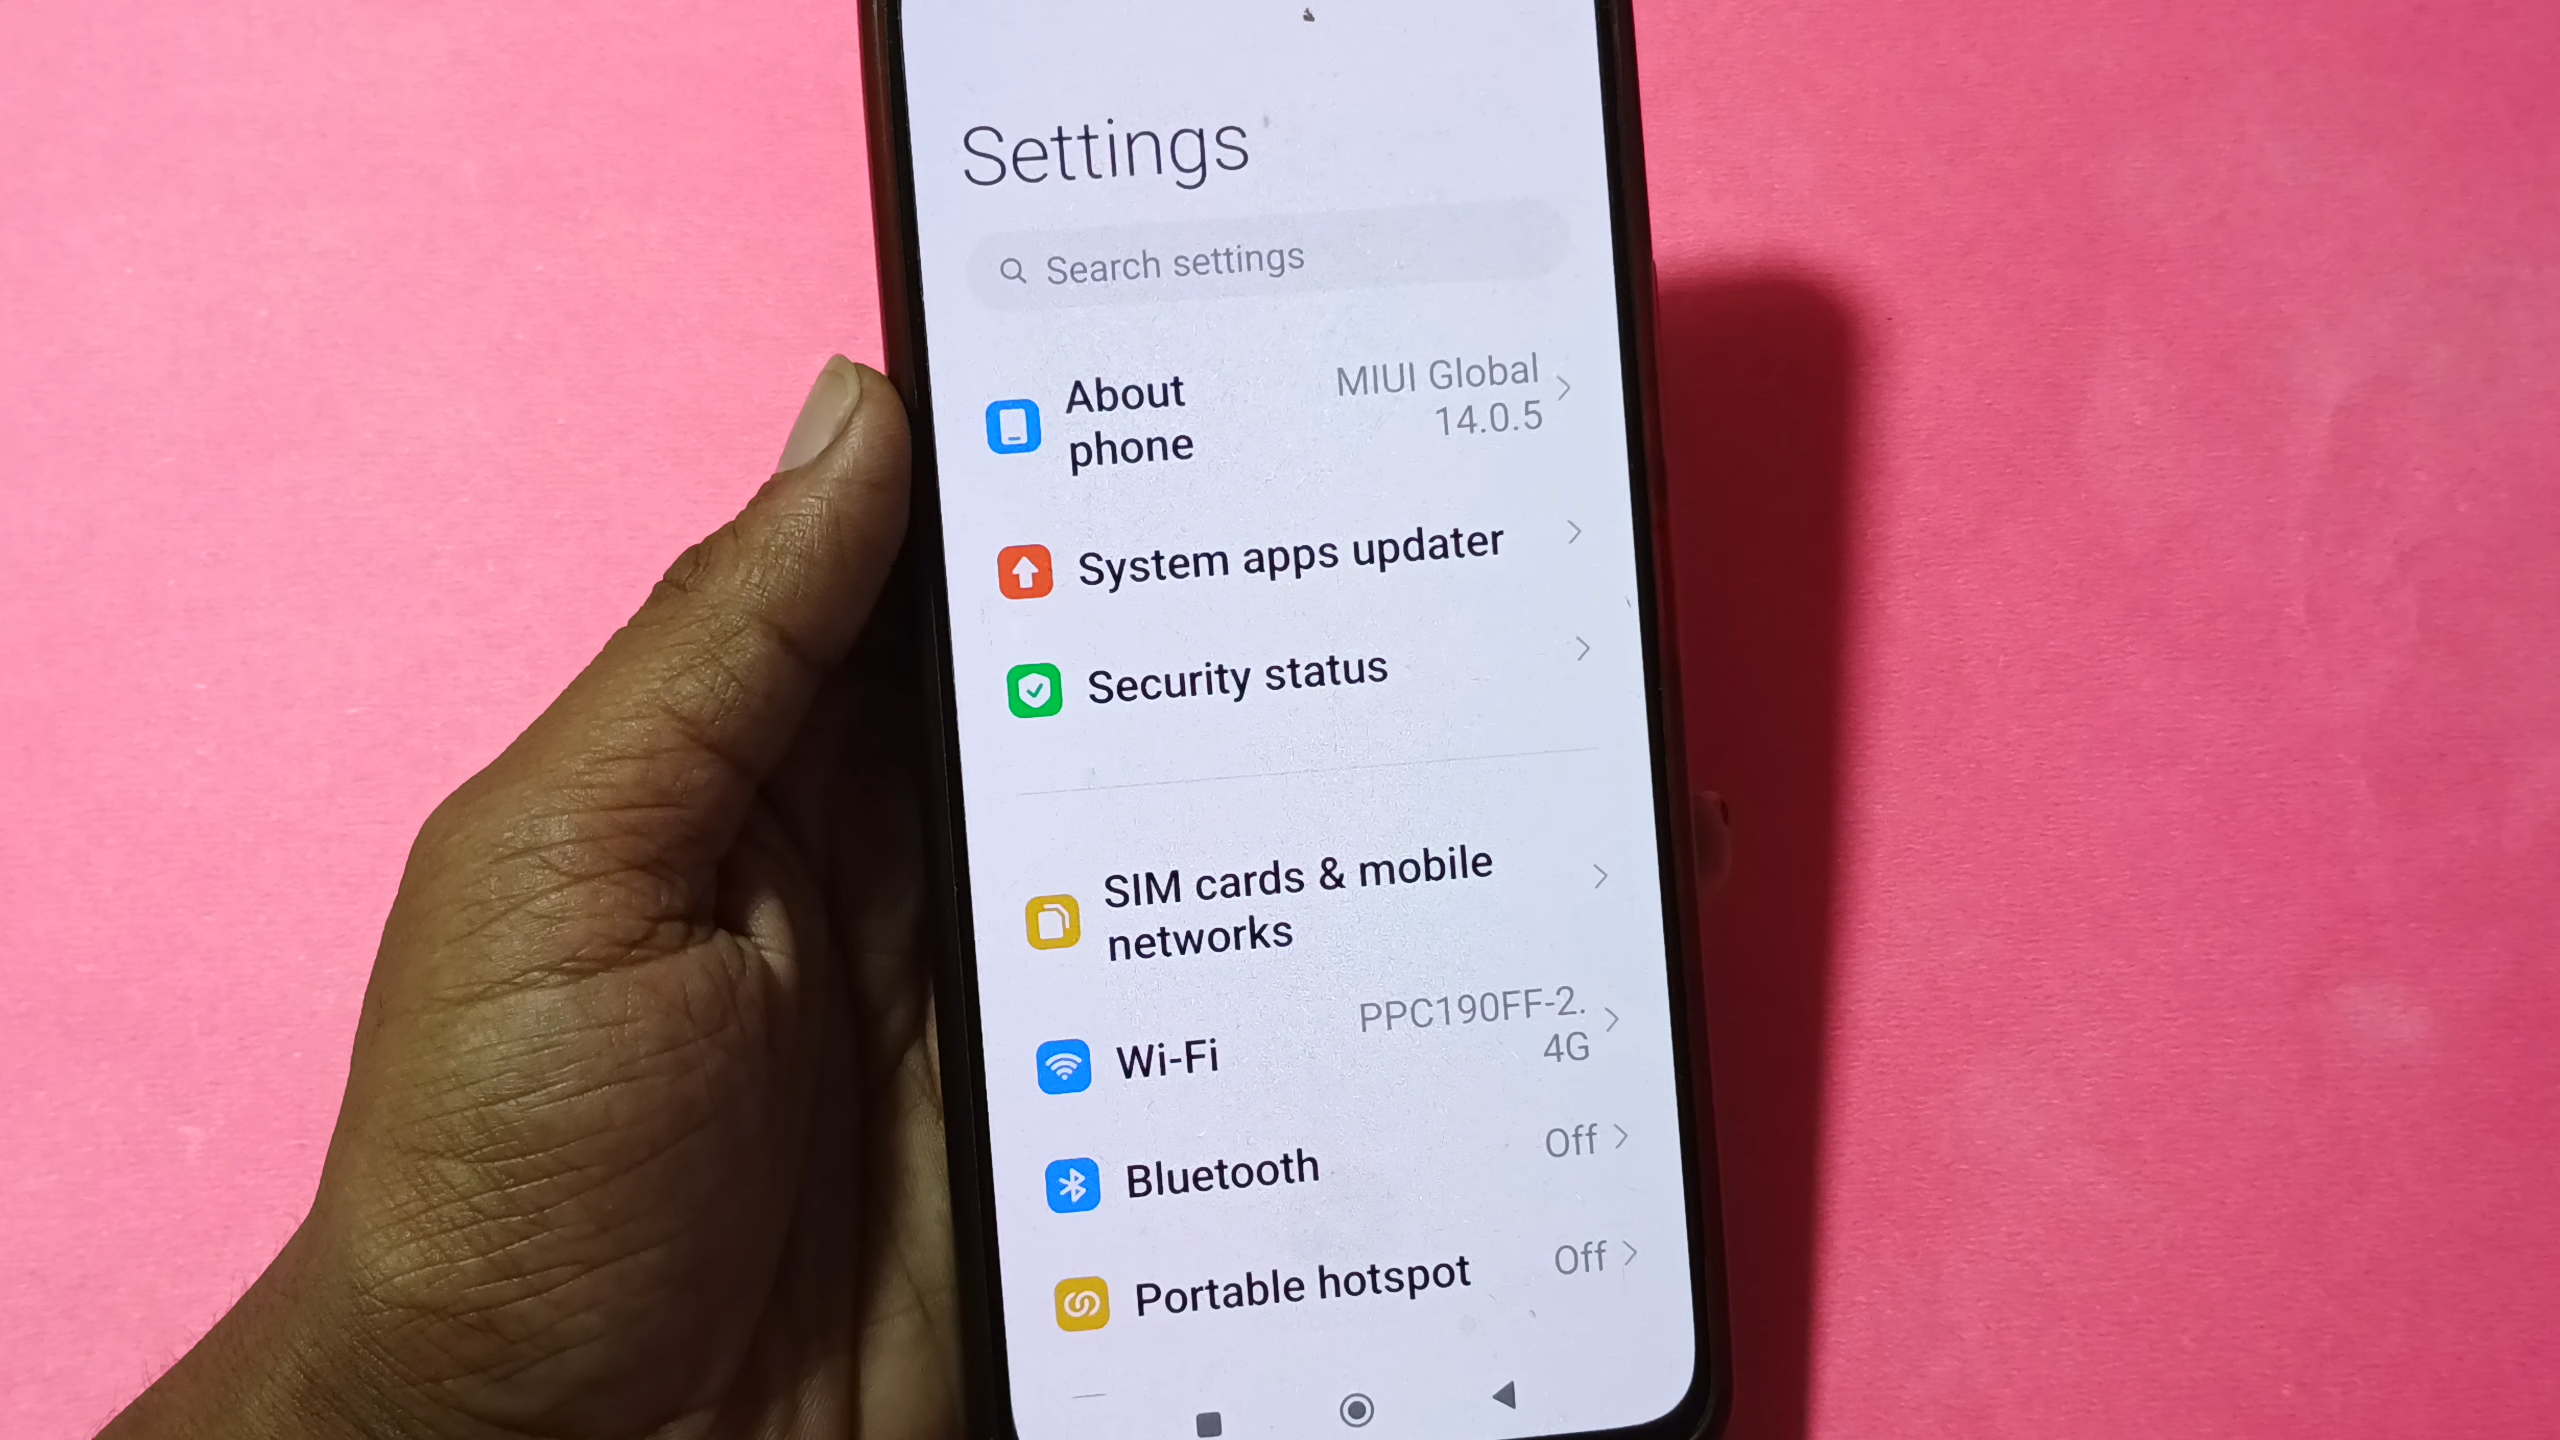 Settings
Search settings
About
phone
MIUI Global
14.0.5
System apps updater
Security status
SIM cards & mobile
networks
Wi-Fi
PPC190FF-2.
4G
Bluetooth
Off
Portable hotspot
Off